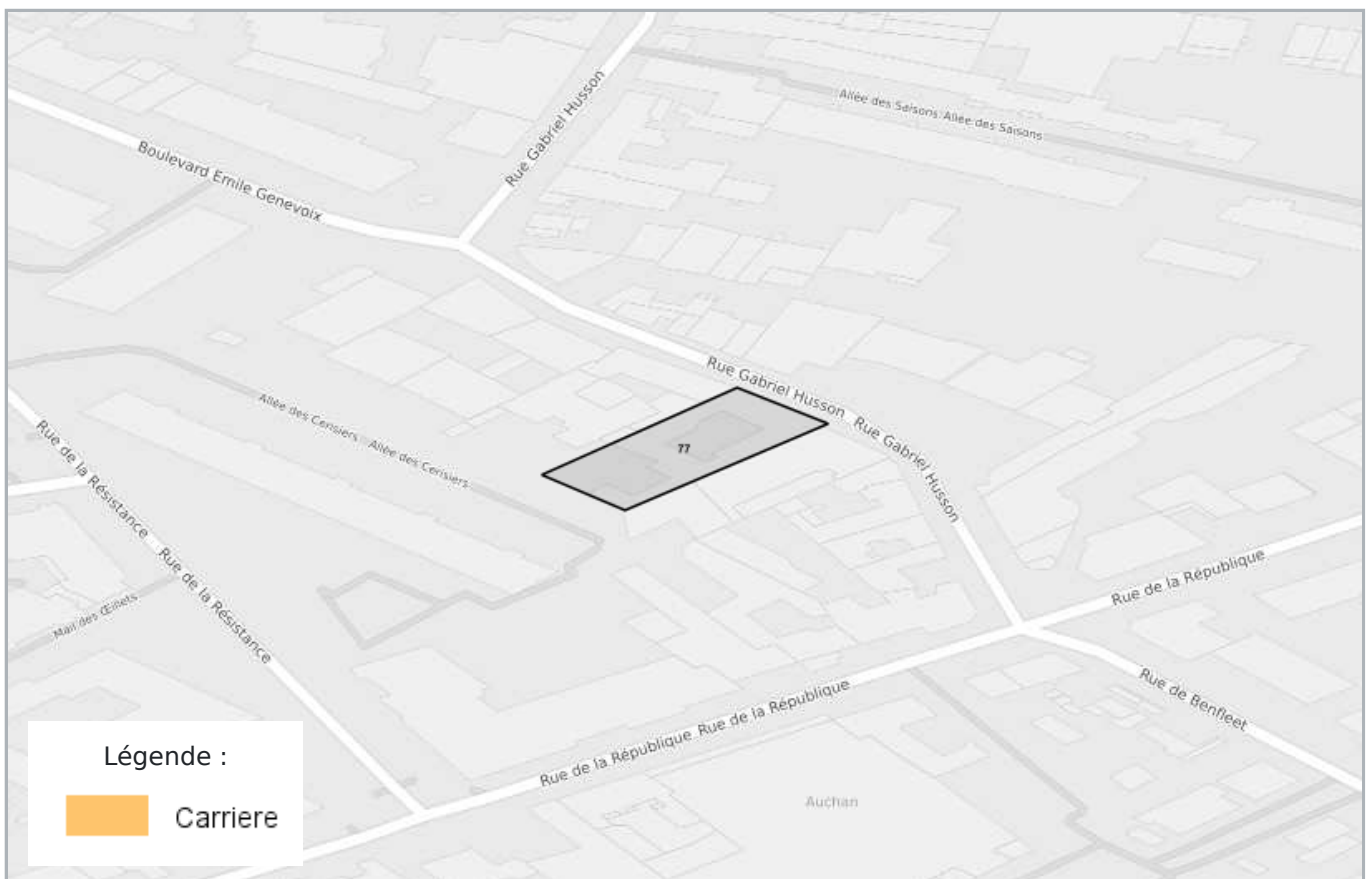 Rue Gabriel Husson
Allée des Saisons Allée des Saisons
Boulevard Emile Genevoix
Rue Gabriel Husson Rue Gabriel Husson
Allée des Cerisiers Allée des Cerisiers
77
Rue de la Résistance Rue de la Résistance
Mail des Œillets
Rue de la République
Rue de Benfleet
Rue de la République Rue de la République
Auchan
Légende :
Carriere